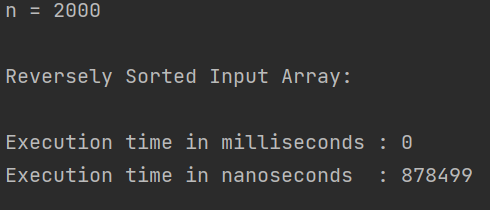 n = 2000
Reversely Sorted Input Array:
Execution time in milliseconds : 0
Execution time in nanoseconds  : 878499